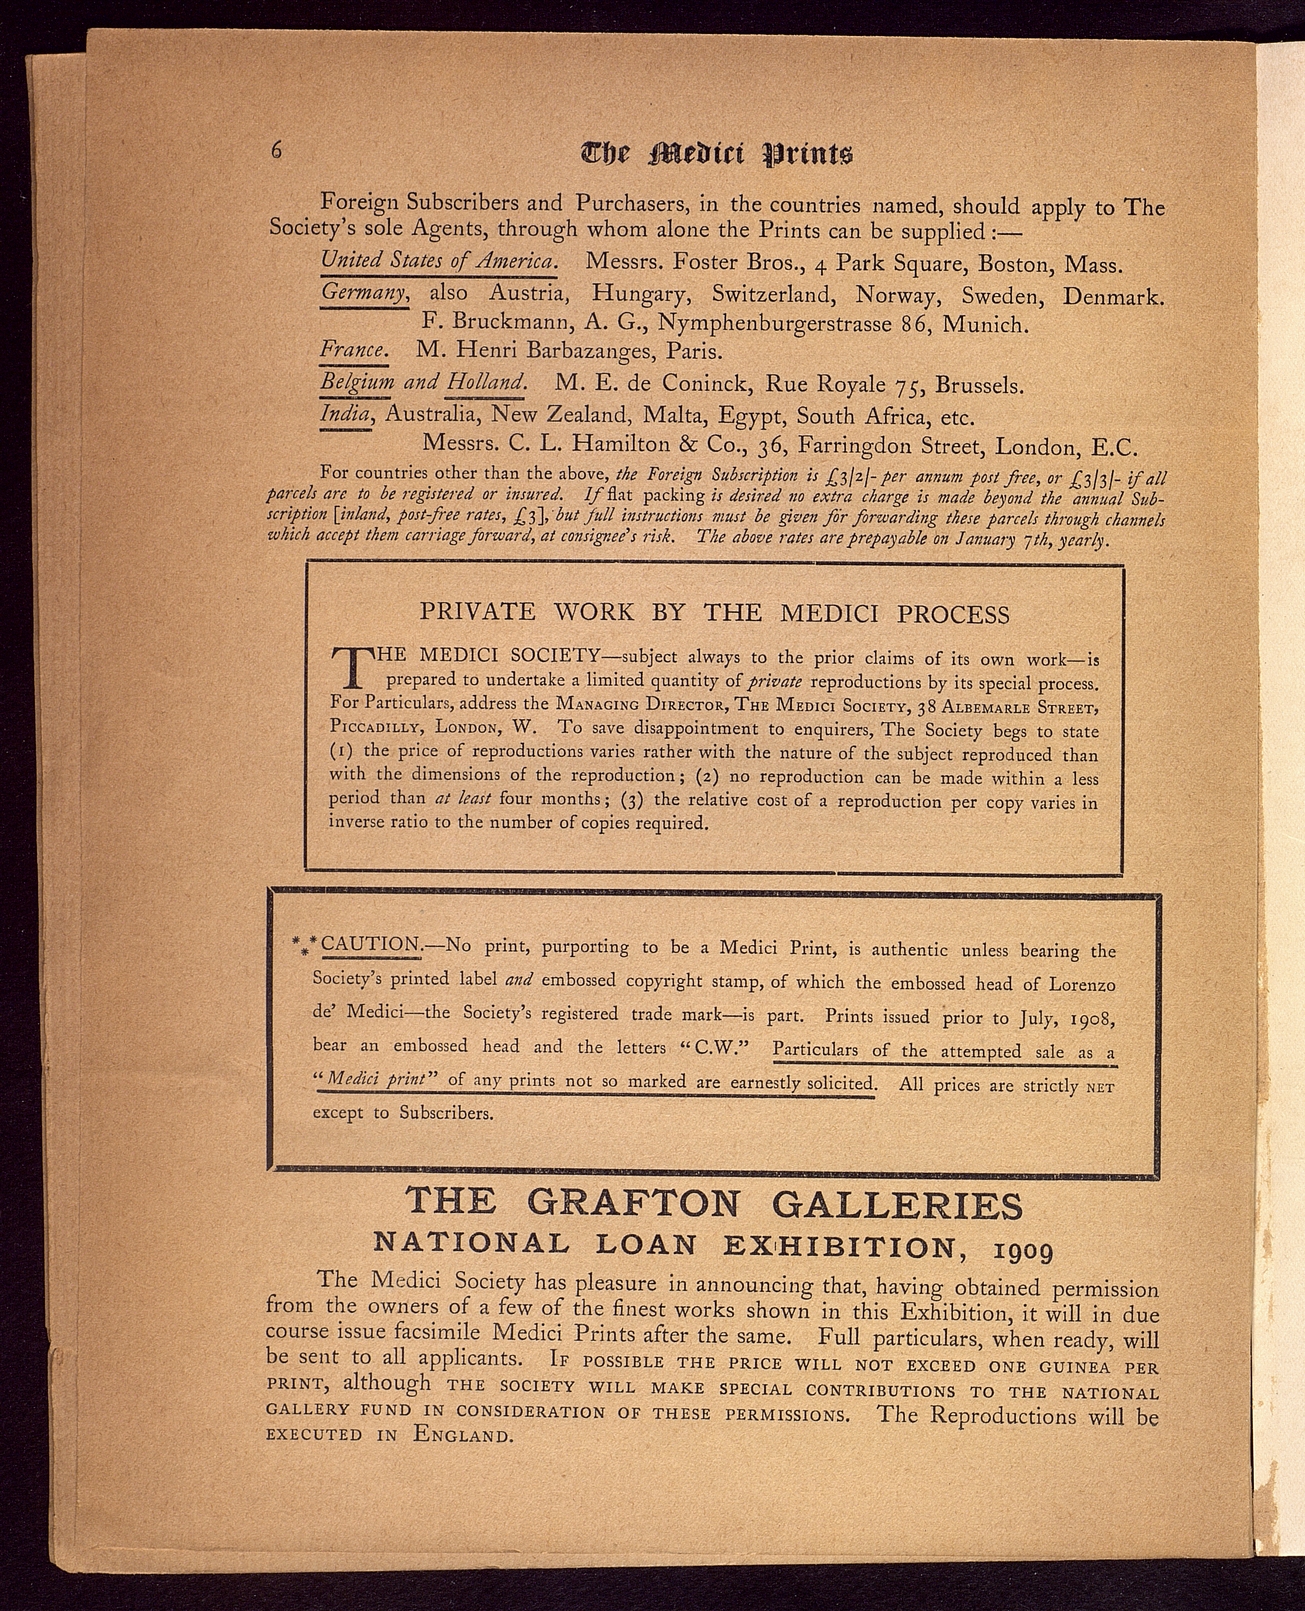 6
The Medici Prints
Foreign Subscribers and Purchasers, in the countries named, should apply to The
Society's sole Agents, through whom alone the Prints can be supplied :—
United States of America. Messrs. Foster Bros., 4 Park Square, Boston, Mass.
Germany, also Austria, Hungary, Switzerland, Norway, Sweden, Denmark.
F. Bruckmann, A. G., Nymphenburgerstrasse 86, Munich.
France. M. Henri Barbazanges, Paris.
Belgium and Holland. M. E. de Coninck, Rue Royale 75, Brussels.
India, Australia, New Zealand, Malta, Egypt, South Africa, etc.
Messrs. C. L. Hamilton & Co., 36, Farringdon Street, London, E.C.
For countries other than the above, the Foreign Subscription is £3/2/- per annum post free, or £3/3/- if all
parcels are to be registered or insured. If flat packing is desired no extra charge is made beyond the annual Sub-
scription [inland, post-free rates, £3], but full instructions must be given for forwarding these parcels through channels
which accept them carriage forward, at consignee's risk. The above rates are prepayable on January 7th, yearly.
PRIVATE WORK BY THE MEDICI PROCESS
THE MEDICI SOCIETY—subject always to the prior claims of its own work—is
prepared to undertake a limited quantity of private reproductions by its special process.
For Particulars, address the MANAGING DIRECTOR, THE MEDICI SOCIETY, 38 ALBEMARLE STREET,
PICCADILLY, LONDON, W. To save disappointment to enquirers, The Society begs to state
(1) the price of reproductions varies rather with the nature of the subject reproduced than
with the dimensions of the reproduction; (2) no reproduction can be made within a less
period than at least four months; (3) the relative cost of a reproduction per copy varies in
inverse ratio to the number of copies required.
*⁎*CAUTION.—No print, purporting to be a Medici Print, is authentic unless bearing the
Society's printed label and embossed copyright stamp, of which the embossed head of Lorenzo
de' Medici—the Society's registered trade mark—is part. Prints issued prior to July, 1908,
bear an embossed head and the letters "C.W." Particulars of the attempted sale as a
"Medici print" of any prints not so marked are earnestly solicited. All prices are strictly NET
except to Subscribers.
THE GRAFTON GALLERIES
NATIONAL LOAN EXHIBITION, 1909
The Medici Society has pleasure in announcing that, having obtained permission
from the owners of a few of the finest works shown in this Exhibition, it will in due
course issue facsimile Medici Prints after the same. Full particulars, when ready, will
be sent to all applicants. IF POSSIBLE THE PRICE WILL NOT EXCEED ONE GUINEA PER
PRINT, although THE SOCIETY WILL MAKE SPECIAL CONTRIBUTIONS TO THE NATIONAL
GALLERY FUND IN CONSIDERATION OF THESE PERMISSIONS. The Reproductions will be
EXECUTED IN ENGLAND.